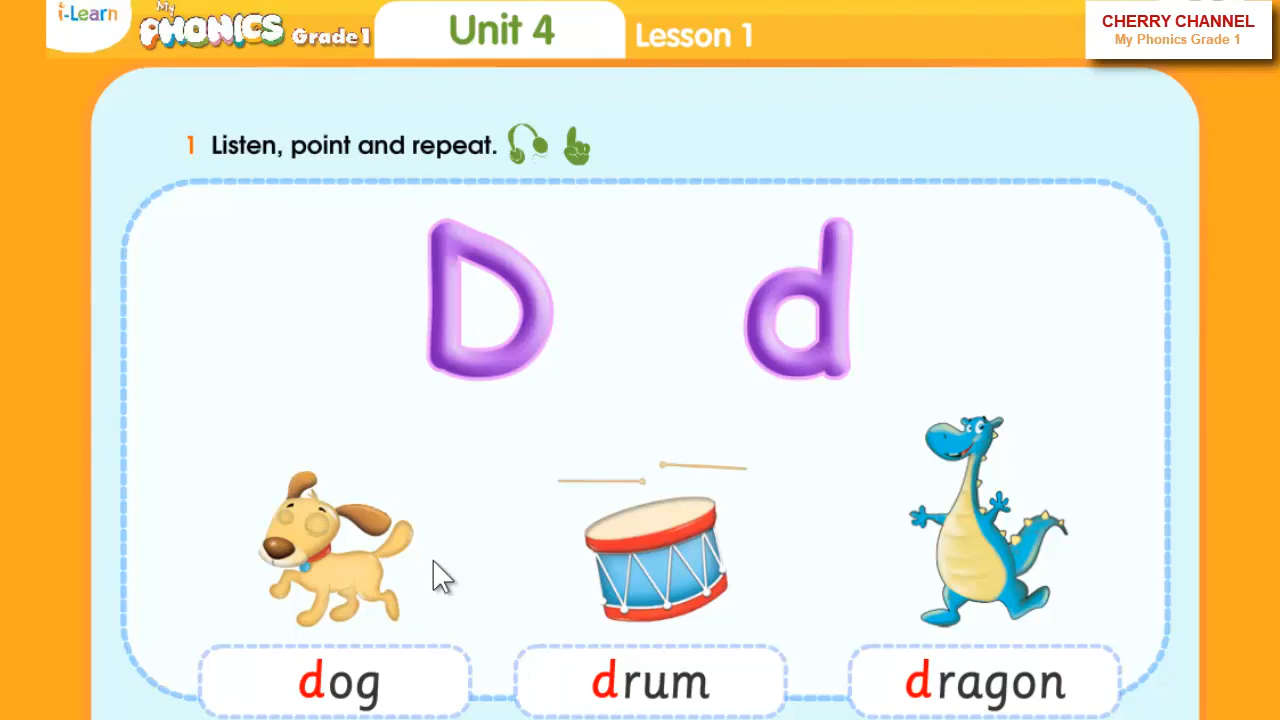 i-Learn
My
PHONICS Grade 1
Unit 4
Lesson 1
CHERRY CHANNEL
My Phonics Grade 1
1 Listen, point and repeat.
D d
dog
drum
dragon